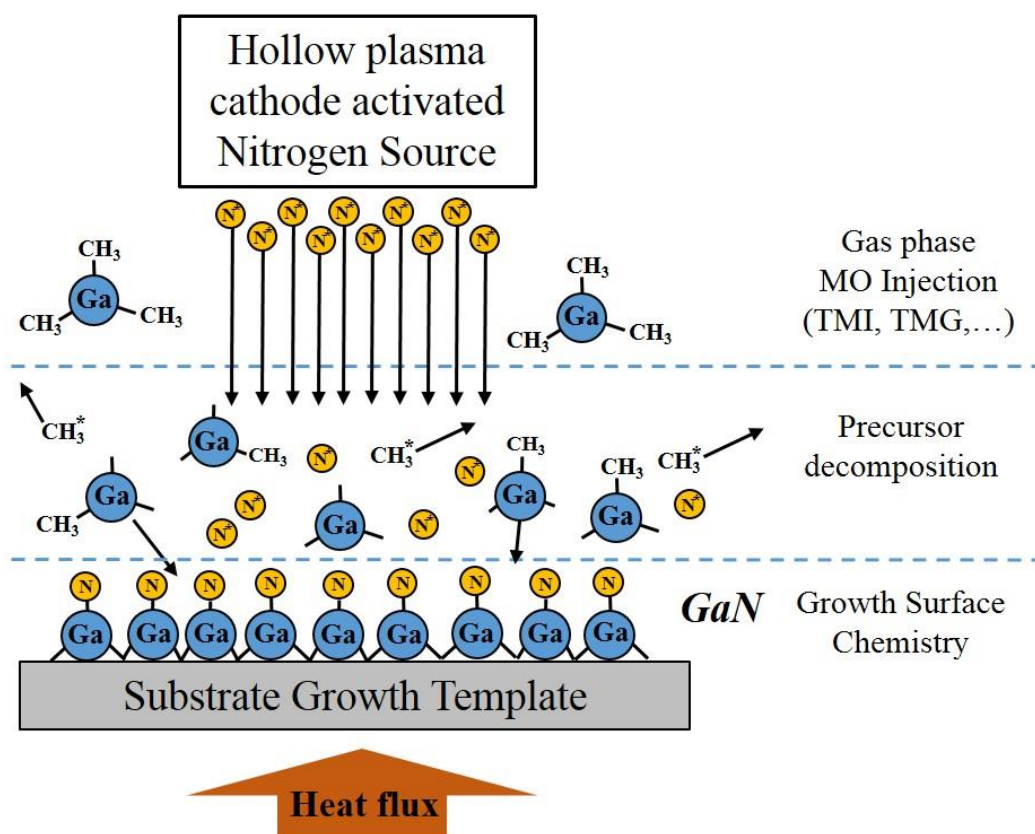 Hollow plasma
cathode activated
Nitrogen Source
N* N* N* N* N*
N* N* N* N* N*
CH₃
Ga
CH₃ CH₃
CH₃
Ga
CH₃ CH₃
Gas phase
MO Injection
(TMI, TMG,...)
CH₃*
Ga
CH₃
N*
CH₃*
N*
CH₃
Ga
CH₃
Ga
CH₃*
N*
Ga
CH₃
N* N*
Ga
N*
Precursor
decomposition
N N N N N N N N N
Ga Ga Ga Ga Ga Ga Ga Ga Ga
GaN
Growth Surface
Chemistry
Substrate Growth Template
Heat flux